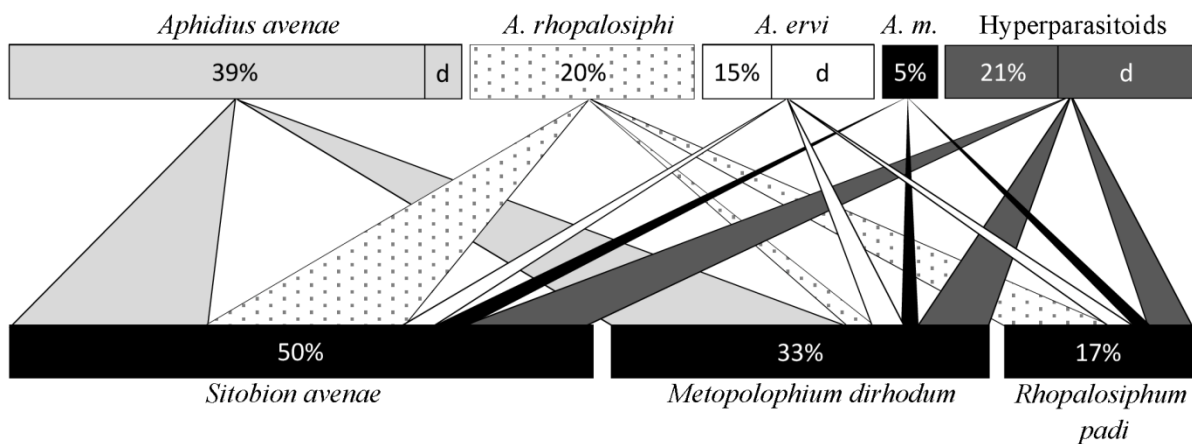 Aphidius avenae A. rhopalosiphi A. ervi A. m. Hyperparasitoids
39% d 20% 15% d 5% 21% d
50% 33% 17%
Sitobion avenae Metopolophium dirhodum Rhopalosiphum
padi